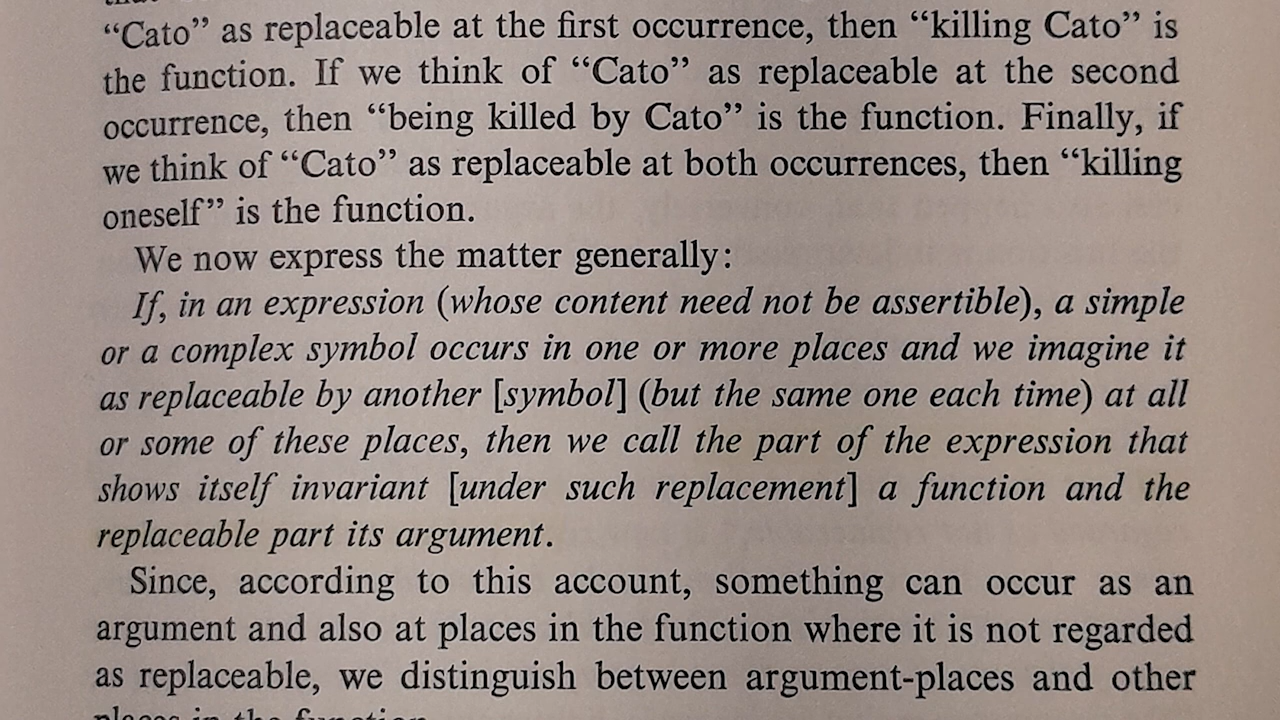 “Cato” as replaceable at the first occurrence, then “killing Cato” is
the function. If we think of “Cato” as replaceable at the second
occurrence, then “being killed by Cato” is the function. Finally, if
we think of “Cato” as replaceable at both occurrences, then “killing
oneself” is the function.
We now express the matter generally:
If, in an expression (whose content need not be assertible), a simple
or a complex symbol occurs in one or more places and we imagine it
as replaceable by another [symbol] (but the same one each time) at all
or some of these places, then we call the part of the expression that
shows itself invariant [under such replacement] a function and the
replaceable part its argument.
Since, according to this account, something can occur as an
argument and also at places in the function where it is not regarded
as replaceable, we distinguish between argument-places and other
places in the function.